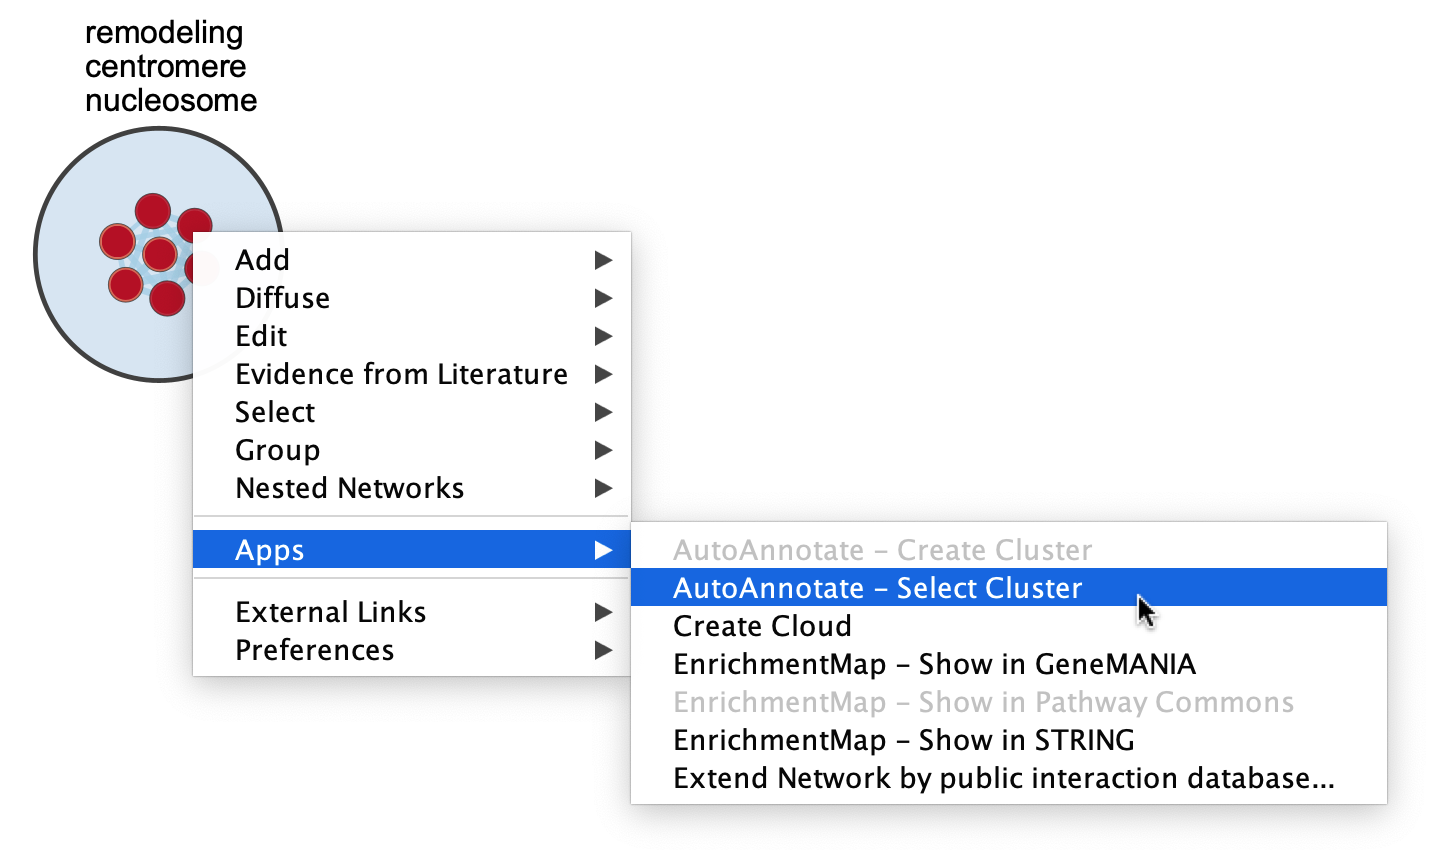 remodeling
centromere
nucleosome
Add
Diffuse
Edit
Evidence from Literature
Select
Group
Nested Networks
Apps
External Links
Preferences
AutoAnnotate – Create Cluster
AutoAnnotate – Select Cluster
Create Cloud
EnrichmentMap – Show in GeneMANIA
EnrichmentMap – Show in Pathway Commons
EnrichmentMap – Show in STRING
Extend Network by public interaction database...